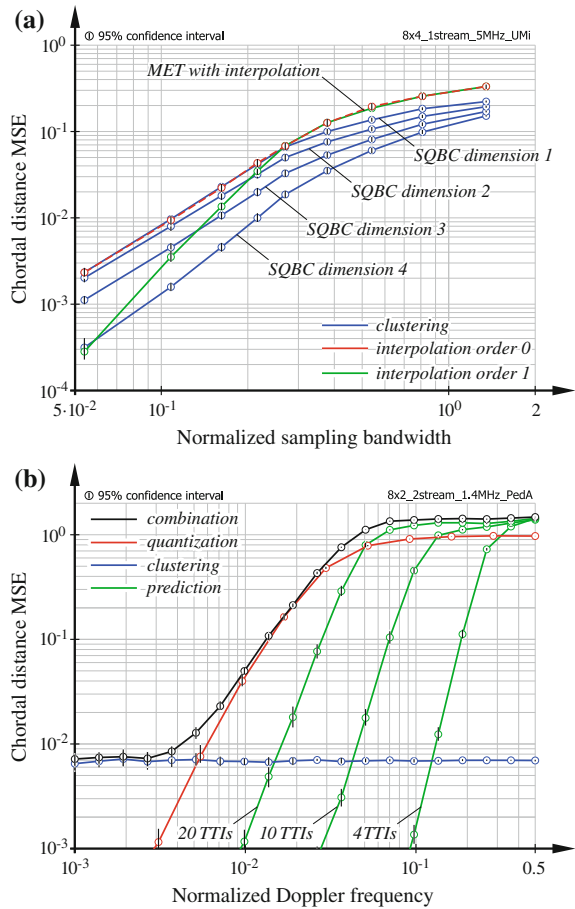 (a)
Φ 95% confidence interval
8x4_1stream_5MHz_UMi
10^0
10^-1
10^-2
10^-3
10^-4
Chordal distance MSE
MET with interpolation
SQBC dimension 1
SQBC dimension 2
SQBC dimension 3
SQBC dimension 4
clustering
interpolation order 0
interpolation order 1
5·10^-2
10^-1
10^0
2
Normalized sampling bandwidth
(b)
Φ 95% confidence interval
8x2_2stream_1.4MHz_PedA
combination
quantization
clustering
prediction
10^0
10^-1
10^-2
10^-3
Chordal distance MSE
20 TTIs
10 TTIs
4TTIs
10^-3
10^-2
10^-1
0.5
Normalized Doppler frequency